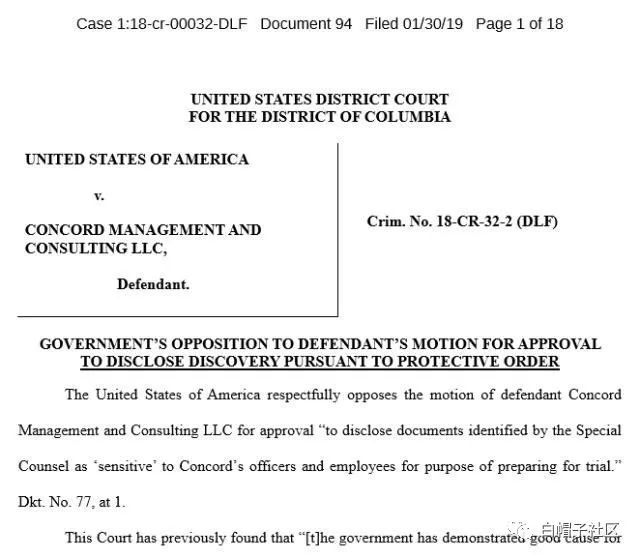 Case 1:18-cr-00032-DLF Document 94 Filed 01/30/19 Page 1 of 18
UNITED STATES DISTRICT COURT
FOR THE DISTRICT OF COLUMBIA
UNITED STATES OF AMERICA
v.
CONCORD MANAGEMENT AND
CONSULTING LLC,
Defendant.
Crim. No. 18-CR-32-2 (DLF)
GOVERNMENT’S OPPOSITION TO DEFENDANT’S MOTION FOR APPROVAL
TO DISCLOSE DISCOVERY PURSUANT TO PROTECTIVE ORDER
The United States of America respectfully opposes the motion of defendant Concord
Management and Consulting LLC for approval “to disclose documents identified by the Special
Counsel as ‘sensitive’ to Concord’s officers and employees for purpose of preparing for trial.”
Dkt. No. 77, at 1.
This Court has previously found that “[t]he government has demonstrated good cause for
白帽子社区